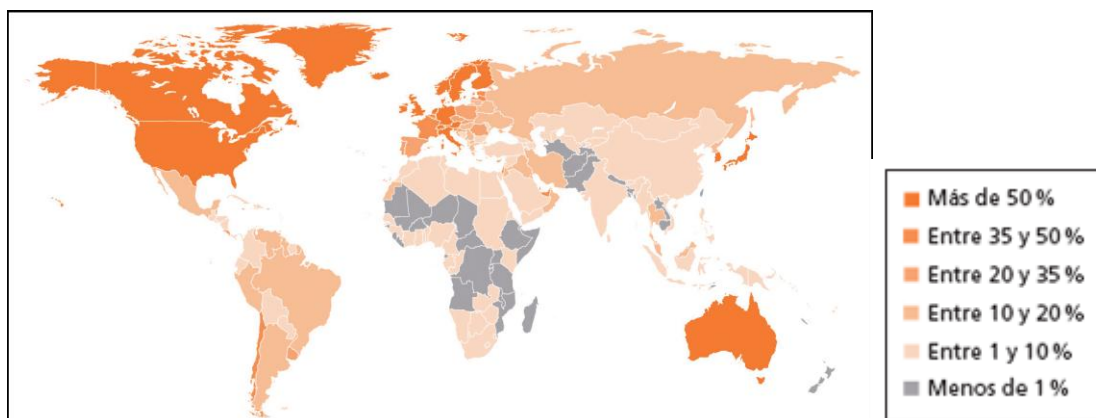 Más de 50 %
Entre 35 y 50 %
Entre 20 y 35 %
Entre 10 y 20 %
Entre 1 y 10 %
Menos de 1 %